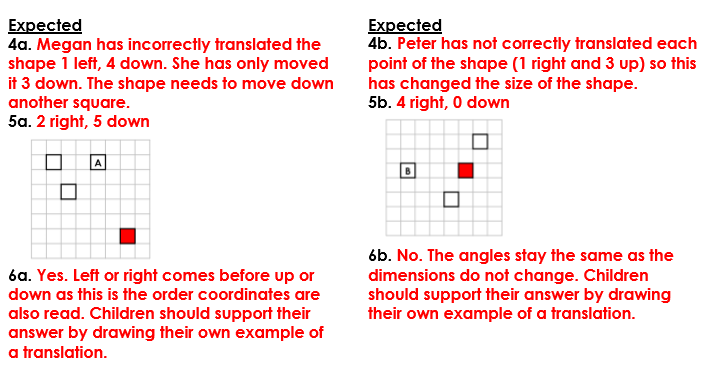 Expected
4a. Megan has incorrectly translated the
shape 1 left, 4 down. She has only moved
it 3 down. The shape needs to move down
another square.
5a. 2 right, 5 down
A
6a. Yes. Left or right comes before up or
down as this is the order coordinates are
also read. Children should support their
answer by drawing their own example of
a translation.
Expected
4b. Peter has not correctly translated each
point of the shape (1 right and 3 up) so this
has changed the size of the shape.
5b. 4 right, 0 down
B
6b. No. The angles stay the same as the
dimensions do not change. Children
should support their answer by drawing
their own example of a translation.